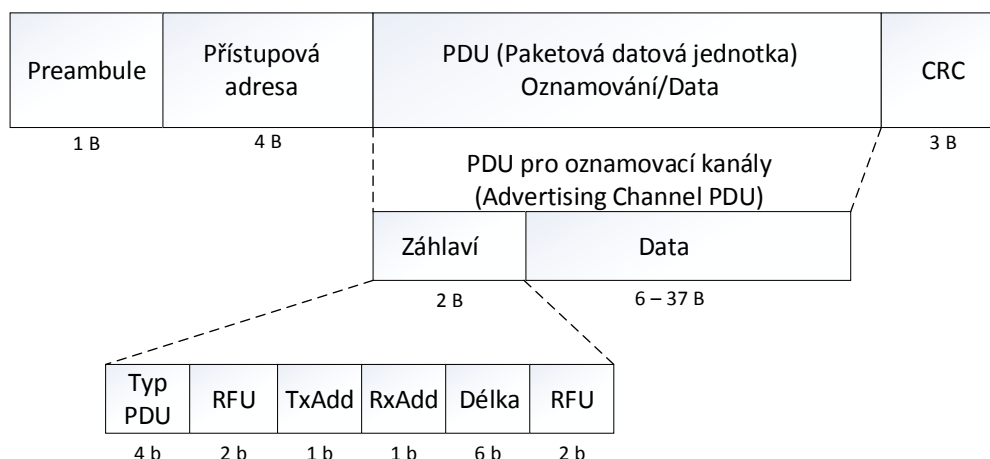 Preambule
Přístupová
adresa
PDU (Paketová datová jednotka)
Oznamování/Data
CRC
1 B
4 B
3 B
PDU pro oznamovací kanály
(Advertising Channel PDU)
Záhlaví
Data
2 B
6 – 37 B
Typ
PDU
RFU
TxAdd
RxAdd
Délka
RFU
4 b
2 b
1 b
1 b
6 b
2 b